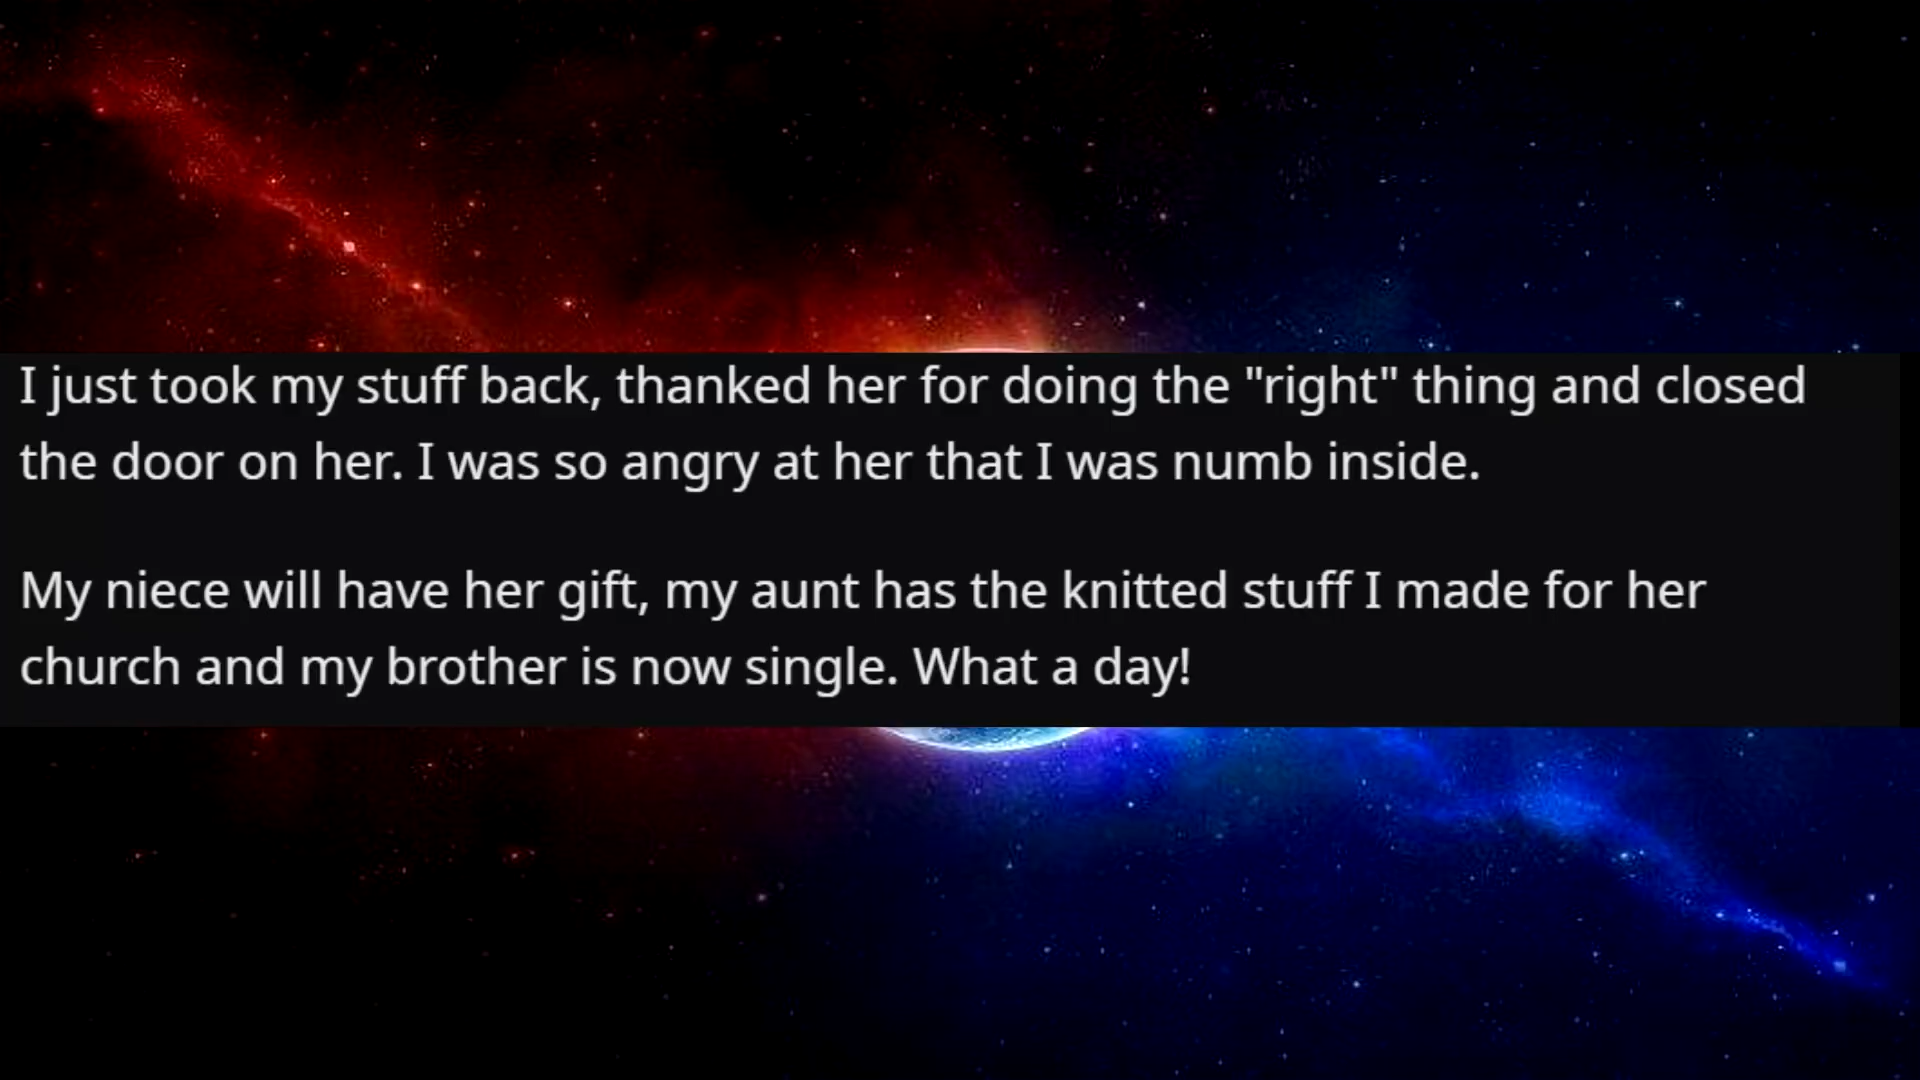 I just took my stuff back, thanked her for doing the "right" thing and closed
the door on her. I was so angry at her that I was numb inside.
My niece will have her gift, my aunt has the knitted stuff I made for her
church and my brother is now single. What a day!